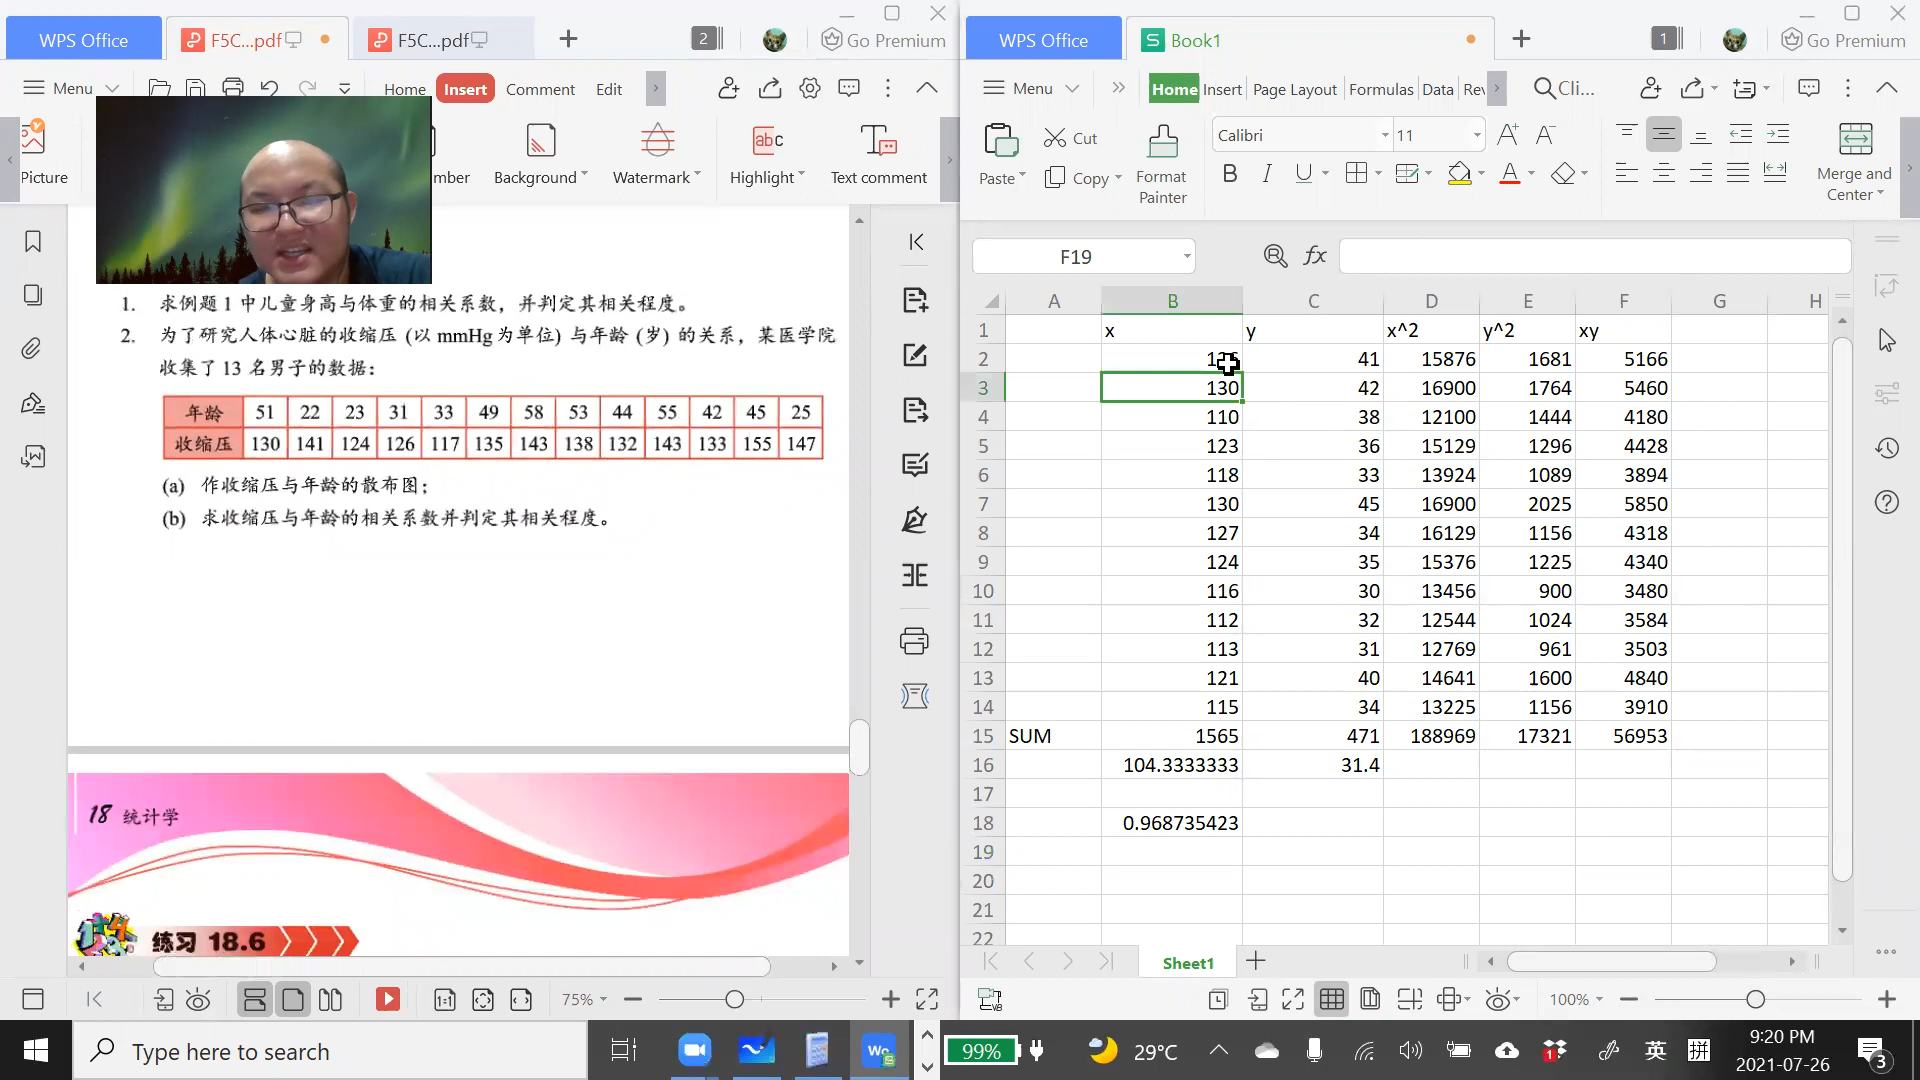 WPS Office
F5C...pdf
F5C...pdf
2
Go Premium
WPS Office
Book1
1
Go Premium
Menu
Home
Insert
Comment
Edit
Menu
Home
Insert
Page Layout
Formulas
Data
Cli...
Picture
Background
Watermark
Highlight
Text comment
Paste
Cut
Copy
Format Painter
Calibri
11
Merge and Center
F19
1. 求例题 1 中儿童身高与体重的相关系数，并判定其相关程度。
2. 为了研究人体心脏的收缩压 (以 mmHg 为单位) 与年龄 (岁) 的关系，某医学院
收集了 13 名男子的数据：
年龄 51 22 23 31 33 49 58 53 44 55 42 45 25
收缩压 130 141 124 126 117 135 143 138 132 143 133 155 147
(a) 作收缩压与年龄的散布图；
(b) 求收缩压与年龄的相关系数并判定其相关程度。
18 统计学
练习 18.6
A B C D E F G H
1 x y x^2 y^2 xy
2 41 15876 1681 5166
3 130 42 16900 1764 5460
4 110 38 12100 1444 4180
5 123 36 15129 1296 4428
6 118 33 13924 1089 3894
7 130 45 16900 2025 5850
8 127 34 16129 1156 4318
9 124 35 15376 1225 4340
10 116 30 13456 900 3480
11 112 32 12544 1024 3584
12 113 31 12769 961 3503
13 121 40 14641 1600 4840
14 115 34 13225 1156 3910
15 SUM 1565 471 188969 17321 56953
16 104.3333333 31.4
17
18 0.968735423
19
20
21
22
Sheet1
75%
100%
Type here to search
99%
29°C
英
拼
9:20 PM
2021-07-26
3